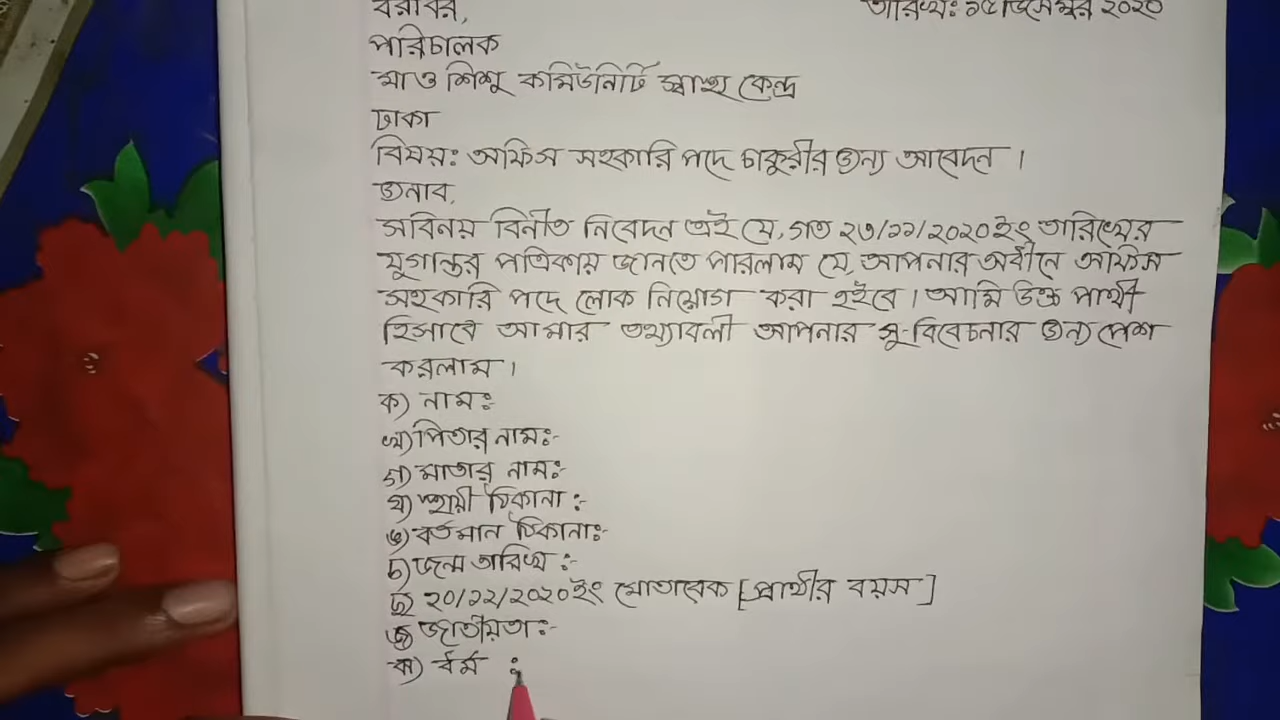 বরাবর, তারিখঃ ১৫ ডিসেম্বর ২০২০
পরিচালক
মা ও শিশু কমিউনিটি স্বাস্থ্য কেন্দ্র
ঢাকা
বিষয়ঃ অফিস সহকারি পদে চাকুরীর জন্য আবেদন।
জনাব,
সবিনয় বিনীত নিবেদন এই যে, গত ২৩/১১/২০২০ইং তারিখের
যুগান্তর পত্রিকায় জানতে পারলাম যে, আপনার অধীনে অফিস
সহকারি পদে লোক নিয়োগ করা হইবে। আমি উক্ত পার্থী
হিসাবে আমার তথ্যাবলী আপনার সু-বিবেচনার জন্য পেশ
করলাম।
ক) নামঃ
খ) পিতার নামঃ-
গ) মাতার নামঃ-
ঘ) স্থায়ী ঠিকানা :-
ঙ) বর্তমান ঠিকানাঃ-
চ) জন্ম তারিখ :-
ছ) ২০/১২/২০২০ইং মোতাবেক [প্রার্থীর বয়স]
জ) জাতীয়তাঃ-
ঝ) ধর্ম :